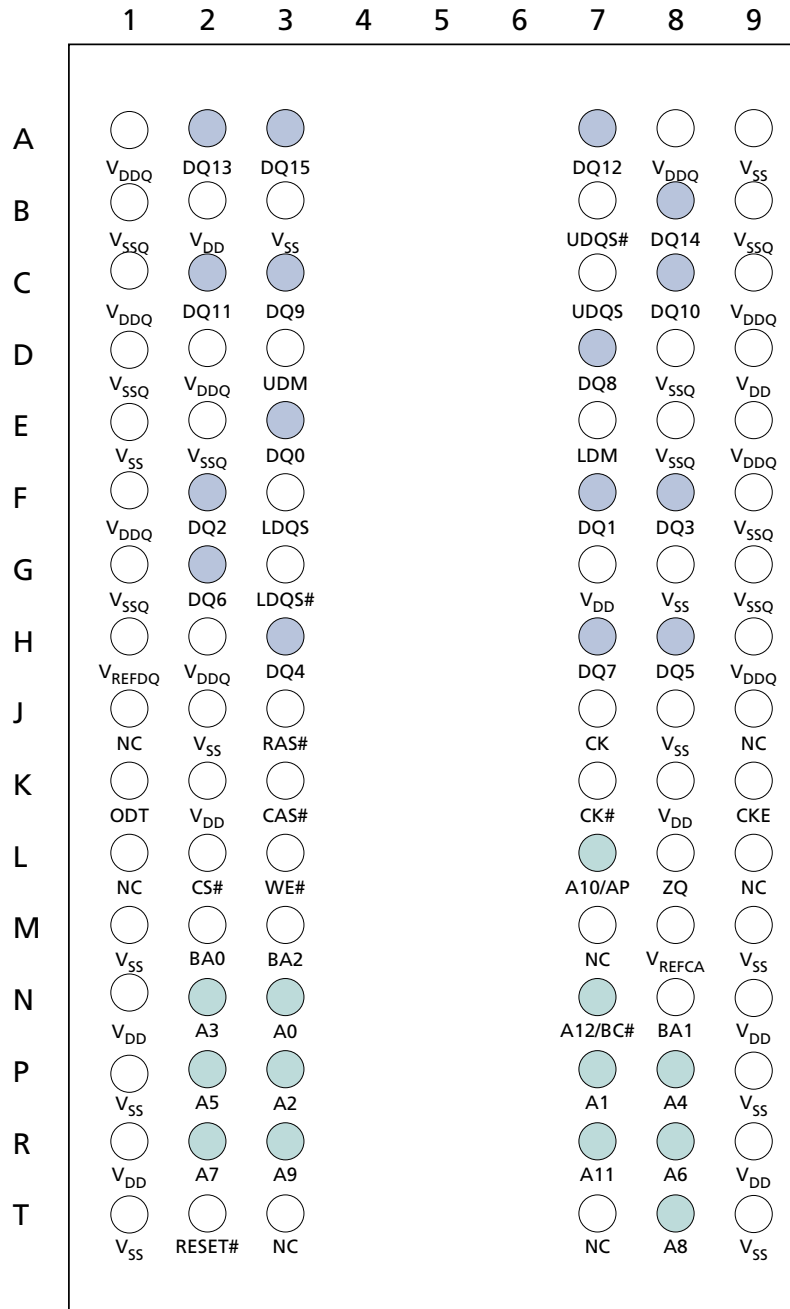 1 2 3 4 5 6 7 8 9
A
VDDQ DQ13 DQ15 DQ12 VDDQ VSS
B
VSSQ VDD VSS UDQS# DQ14 VSSQ
C
VDDQ DQ11 DQ9 UDQS DQ10 VDDQ
D
VSSQ VDDQ UDM DQ8 VSSQ VDD
E
VSS VSSQ DQ0 LDM VSSQ VDDQ
F
VDDQ DQ2 LDQS DQ1 DQ3 VSSQ
G
VSSQ DQ6 LDQS# VDD VSS VSSQ
H
VREFDQ VDDQ DQ4 DQ7 DQ5 VDDQ
J
NC VSS RAS# CK VSS NC
K
ODT VDD CAS# CK# VDD CKE
L
NC CS# WE# A10/AP ZQ NC
M
VSS BA0 BA2 NC VREFCA VSS
N
VDD A3 A0 A12/BC# BA1 VDD
P
VSS A5 A2 A1 A4 VSS
R
VDD A7 A9 A11 A6 VDD
T
VSS RESET# NC NC A8 VSS